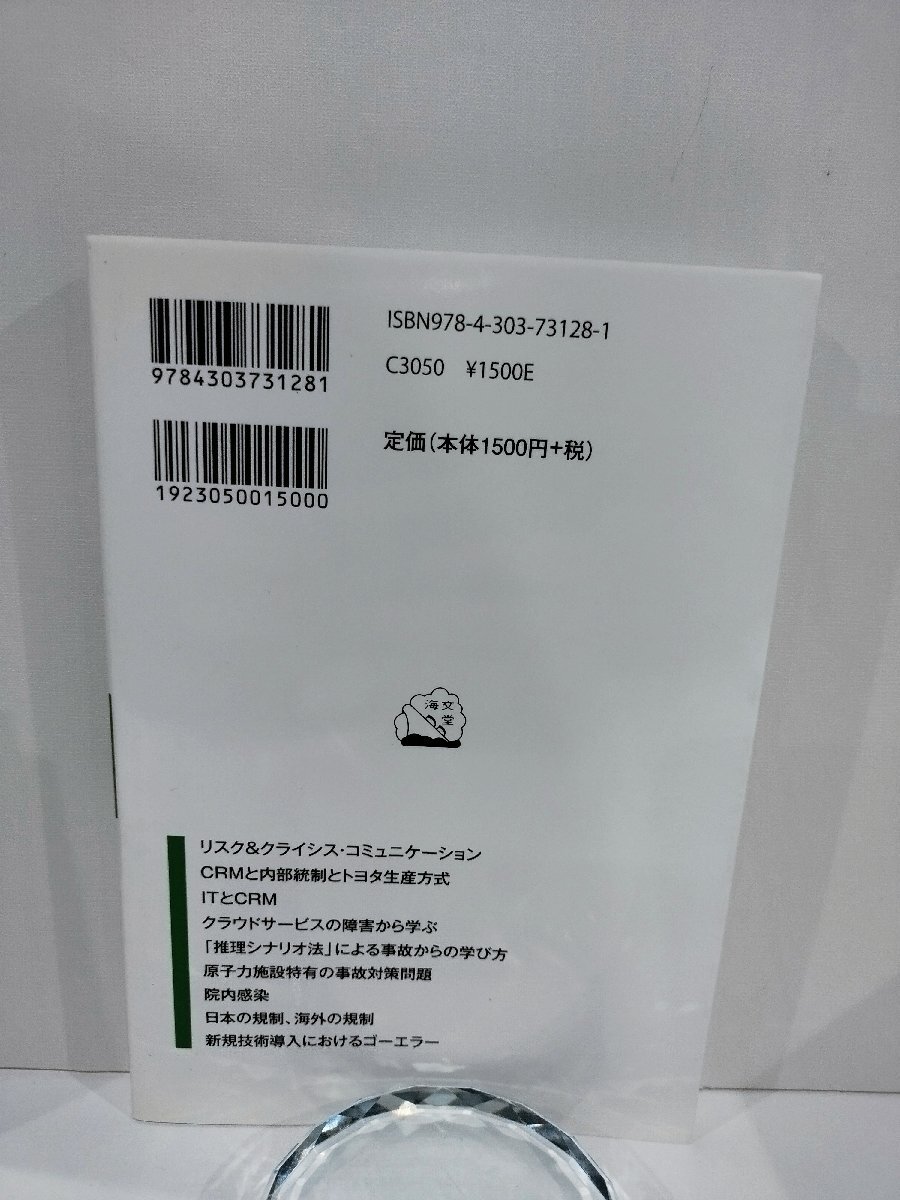 9784303731281
ISBN978-4-303-73128-1
C3050 ¥1500E
1923050015000
定価(本体1500円+税)
海文堂
リスク&クライシス・コミュニケーション
CRMと内部統制とトヨタ生産方式
ITとCRM
クラウドサービスの障害から学ぶ
「推理シナリオ法」による事故からの学び方
原子力施設特有の事故対策問題
院内感染
日本の規制、海外の規制
新規技術導入におけるゴーエラー